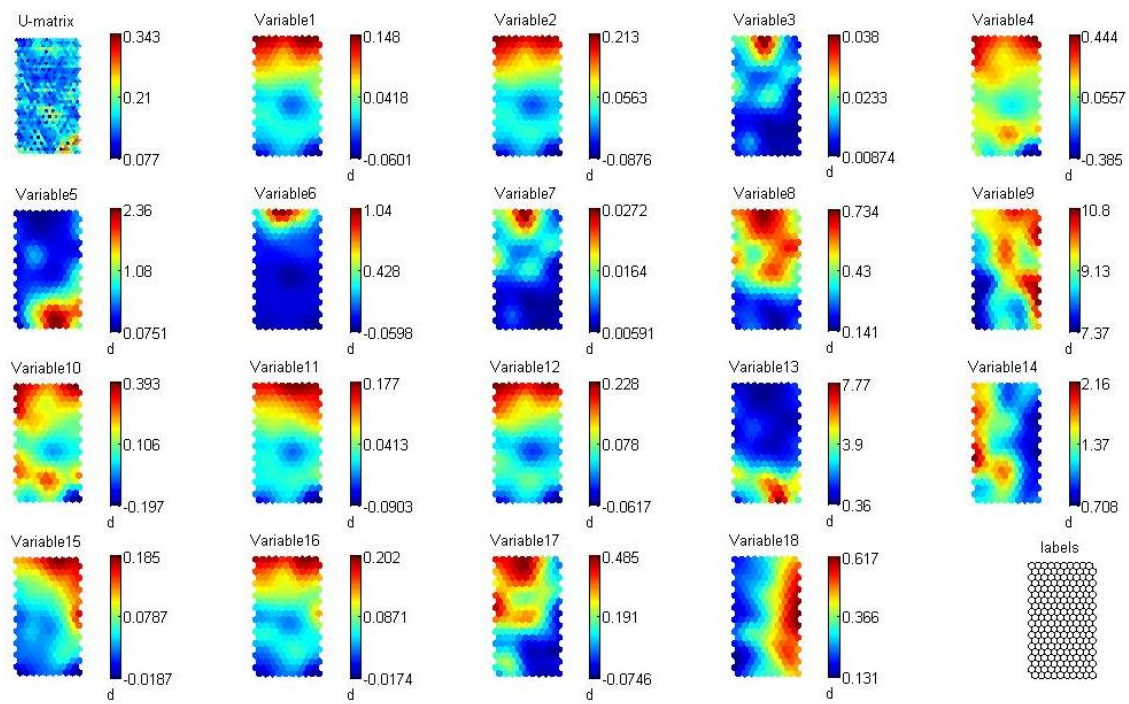 U-matrix
0.343
0.21
0.077
Variable1
0.148
0.0418
-0.0601
d
Variable2
0.213
0.0563
-0.0876
d
Variable3
0.038
0.0233
0.00874
d
Variable4
0.444
0.0557
-0.385
d
Variable5
2.36
1.08
0.0751
d
Variable6
1.04
0.428
-0.0598
d
Variable7
0.0272
0.0164
0.00591
d
Variable8
0.734
0.43
0.141
d
Variable9
10.8
9.13
7.37
d
Variable10
0.393
0.106
-0.197
d
Variable11
0.177
0.0413
-0.0903
d
Variable12
0.228
0.078
-0.0617
d
Variable13
7.77
3.9
0.36
d
Variable14
2.16
1.37
0.708
d
Variable15
0.185
0.0787
-0.0187
d
Variable16
0.202
0.0871
-0.0174
d
Variable17
0.485
0.191
-0.0746
d
Variable18
0.617
0.366
0.131
d
labels